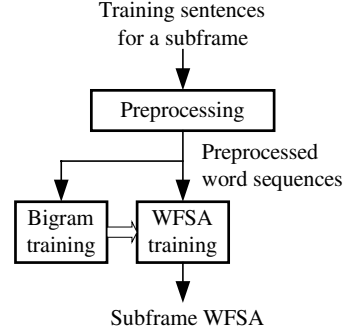 Training sentences
for a subframe
Preprocessing
Preprocessed
word sequences
Bigram
training
WFSA
training
Subframe WFSA